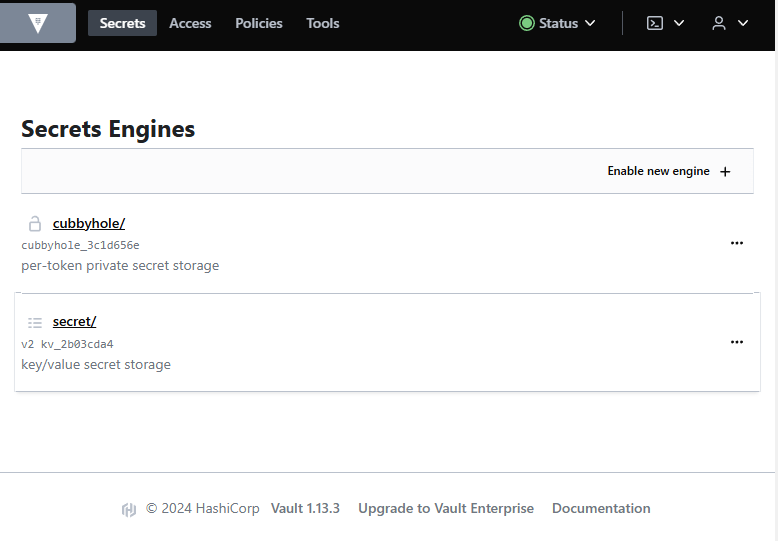 Secrets Access Policies Tools Status
Secrets Engines
Enable new engine
cubbyhole/
cubbyhole_3c1d656e
per-token private secret storage
secret/
v2 kv_2b03cda4
key/value secret storage
© 2024 HashiCorp Vault 1.13.3 Upgrade to Vault Enterprise Documentation